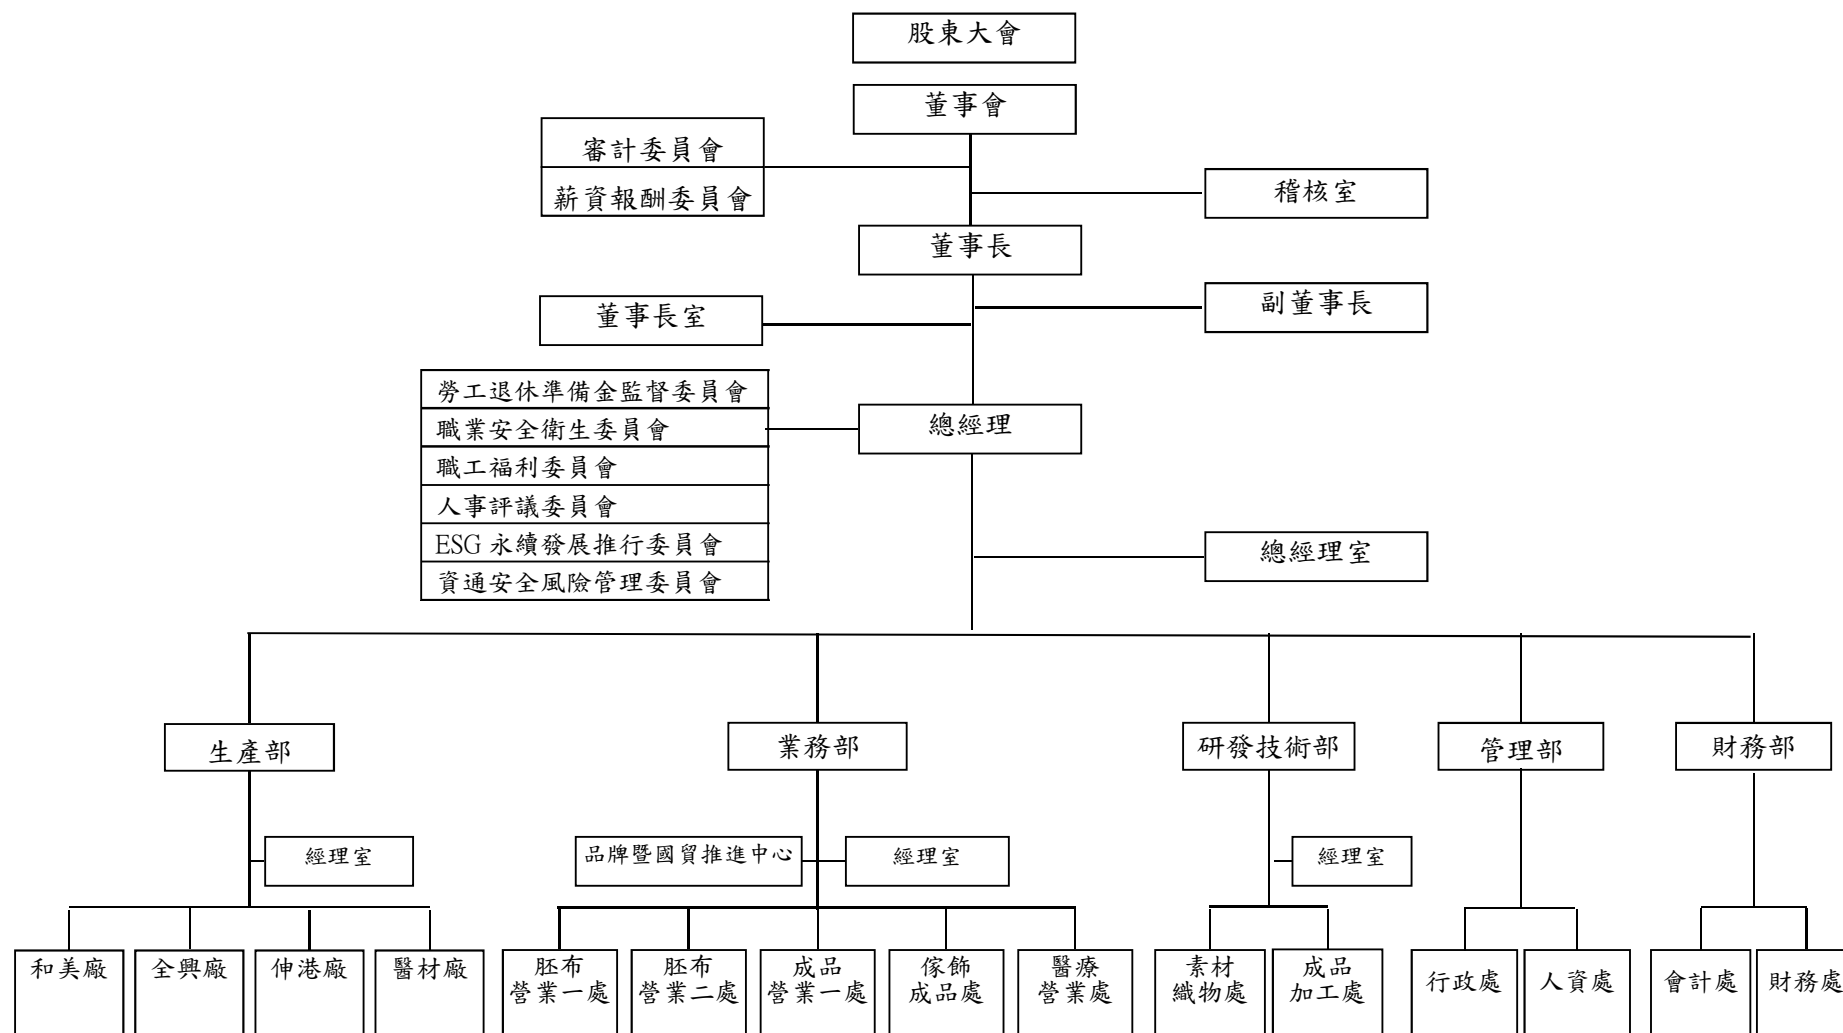 股東大會
董事會
審計委員會
薪資報酬委員會
稽核室
董事長
副董事長
董事長室
勞工退休準備金監督委員會
職業安全衛生委員會
職工福利委員會
人事評議委員會
ESG 永續發展推行委員會
資通安全風險管理委員會
總經理
總經理室
生產部
業務部
研發技術部
管理部
財務部
經理室
品牌暨國貿推進中心
經理室
經理室
和美廠
全興廠
伸港廠
醫材廠
胚布
營業一處
胚布
營業二處
成品
營業一處
傢飾
成品處
醫療
營業處
素材
織物處
成品
加工處
行政處
人資處
會計處
財務處